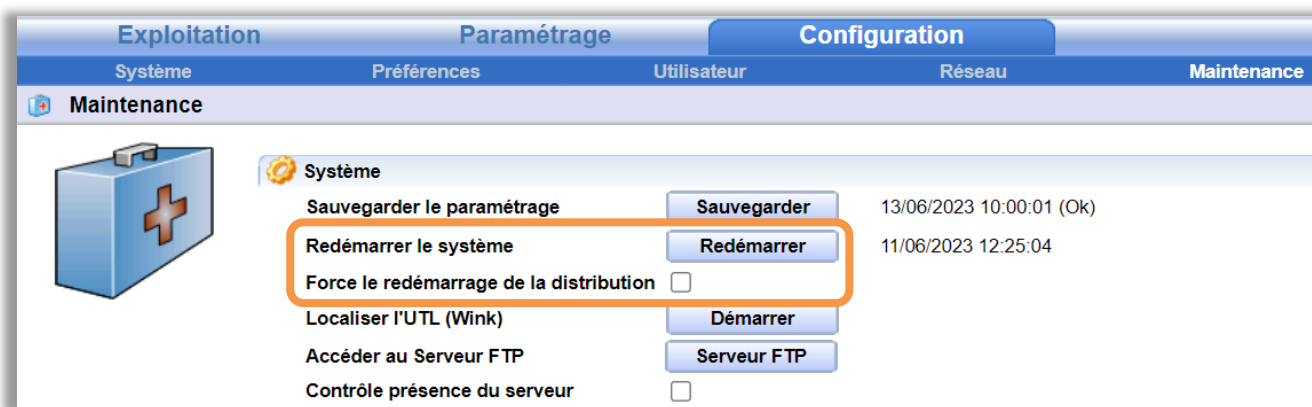 Exploitation Paramétrage Configuration
Système Préférences Utilisateur Réseau Maintenance
Maintenance
Système
Sauvegarder le paramétrage Sauvegarder 13/06/2023 10:00:01 (Ok)
Redémarrer le système Redémarrer 11/06/2023 12:25:04
Force le redémarrage de la distribution
Localiser l'UTL (Wink) Démarrer
Accéder au Serveur FTP Serveur FTP
Contrôle présence du serveur